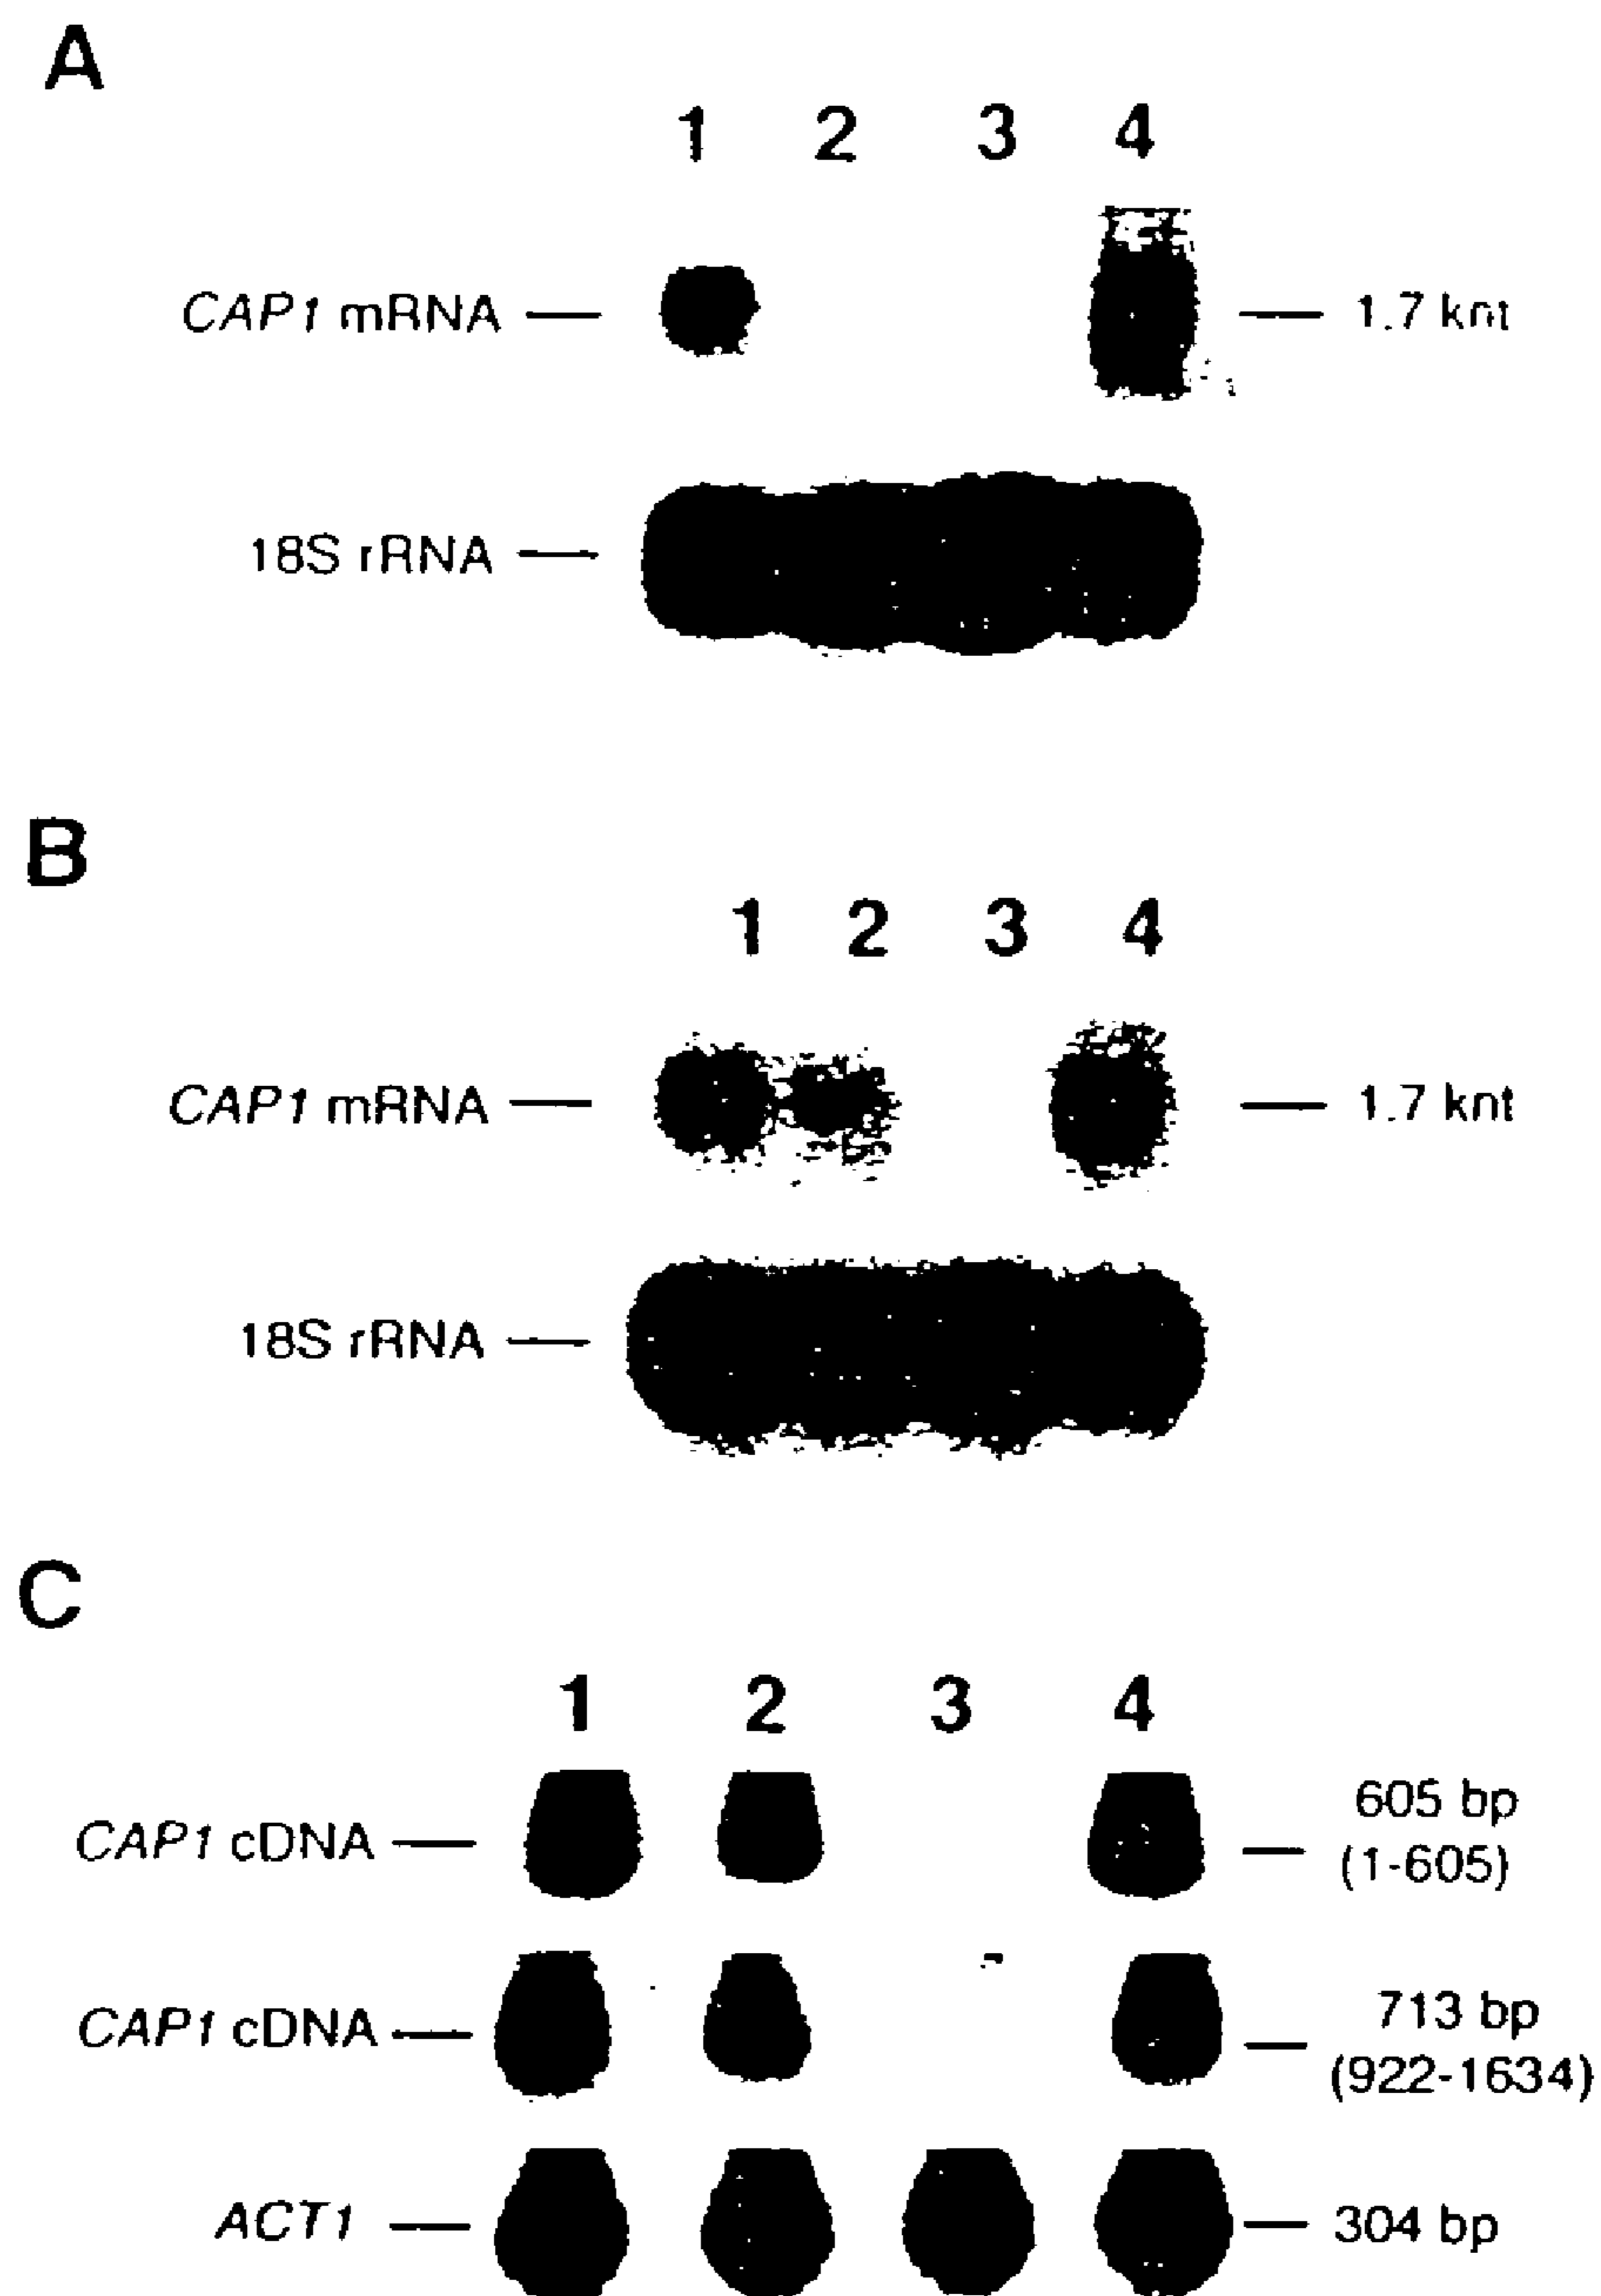 A
1 2 3 4
CAP1 mRNA 1.7 knt
18S rRNA
B
1 2 3 4
CAP1 mRNA 1.7 knt
18S rRNA
C
1 2 3 4
CAP1 cDNA 605 bp
(1-605)
CAP1 cDNA 713 bp
(922-1634)
ACT1 304 bp